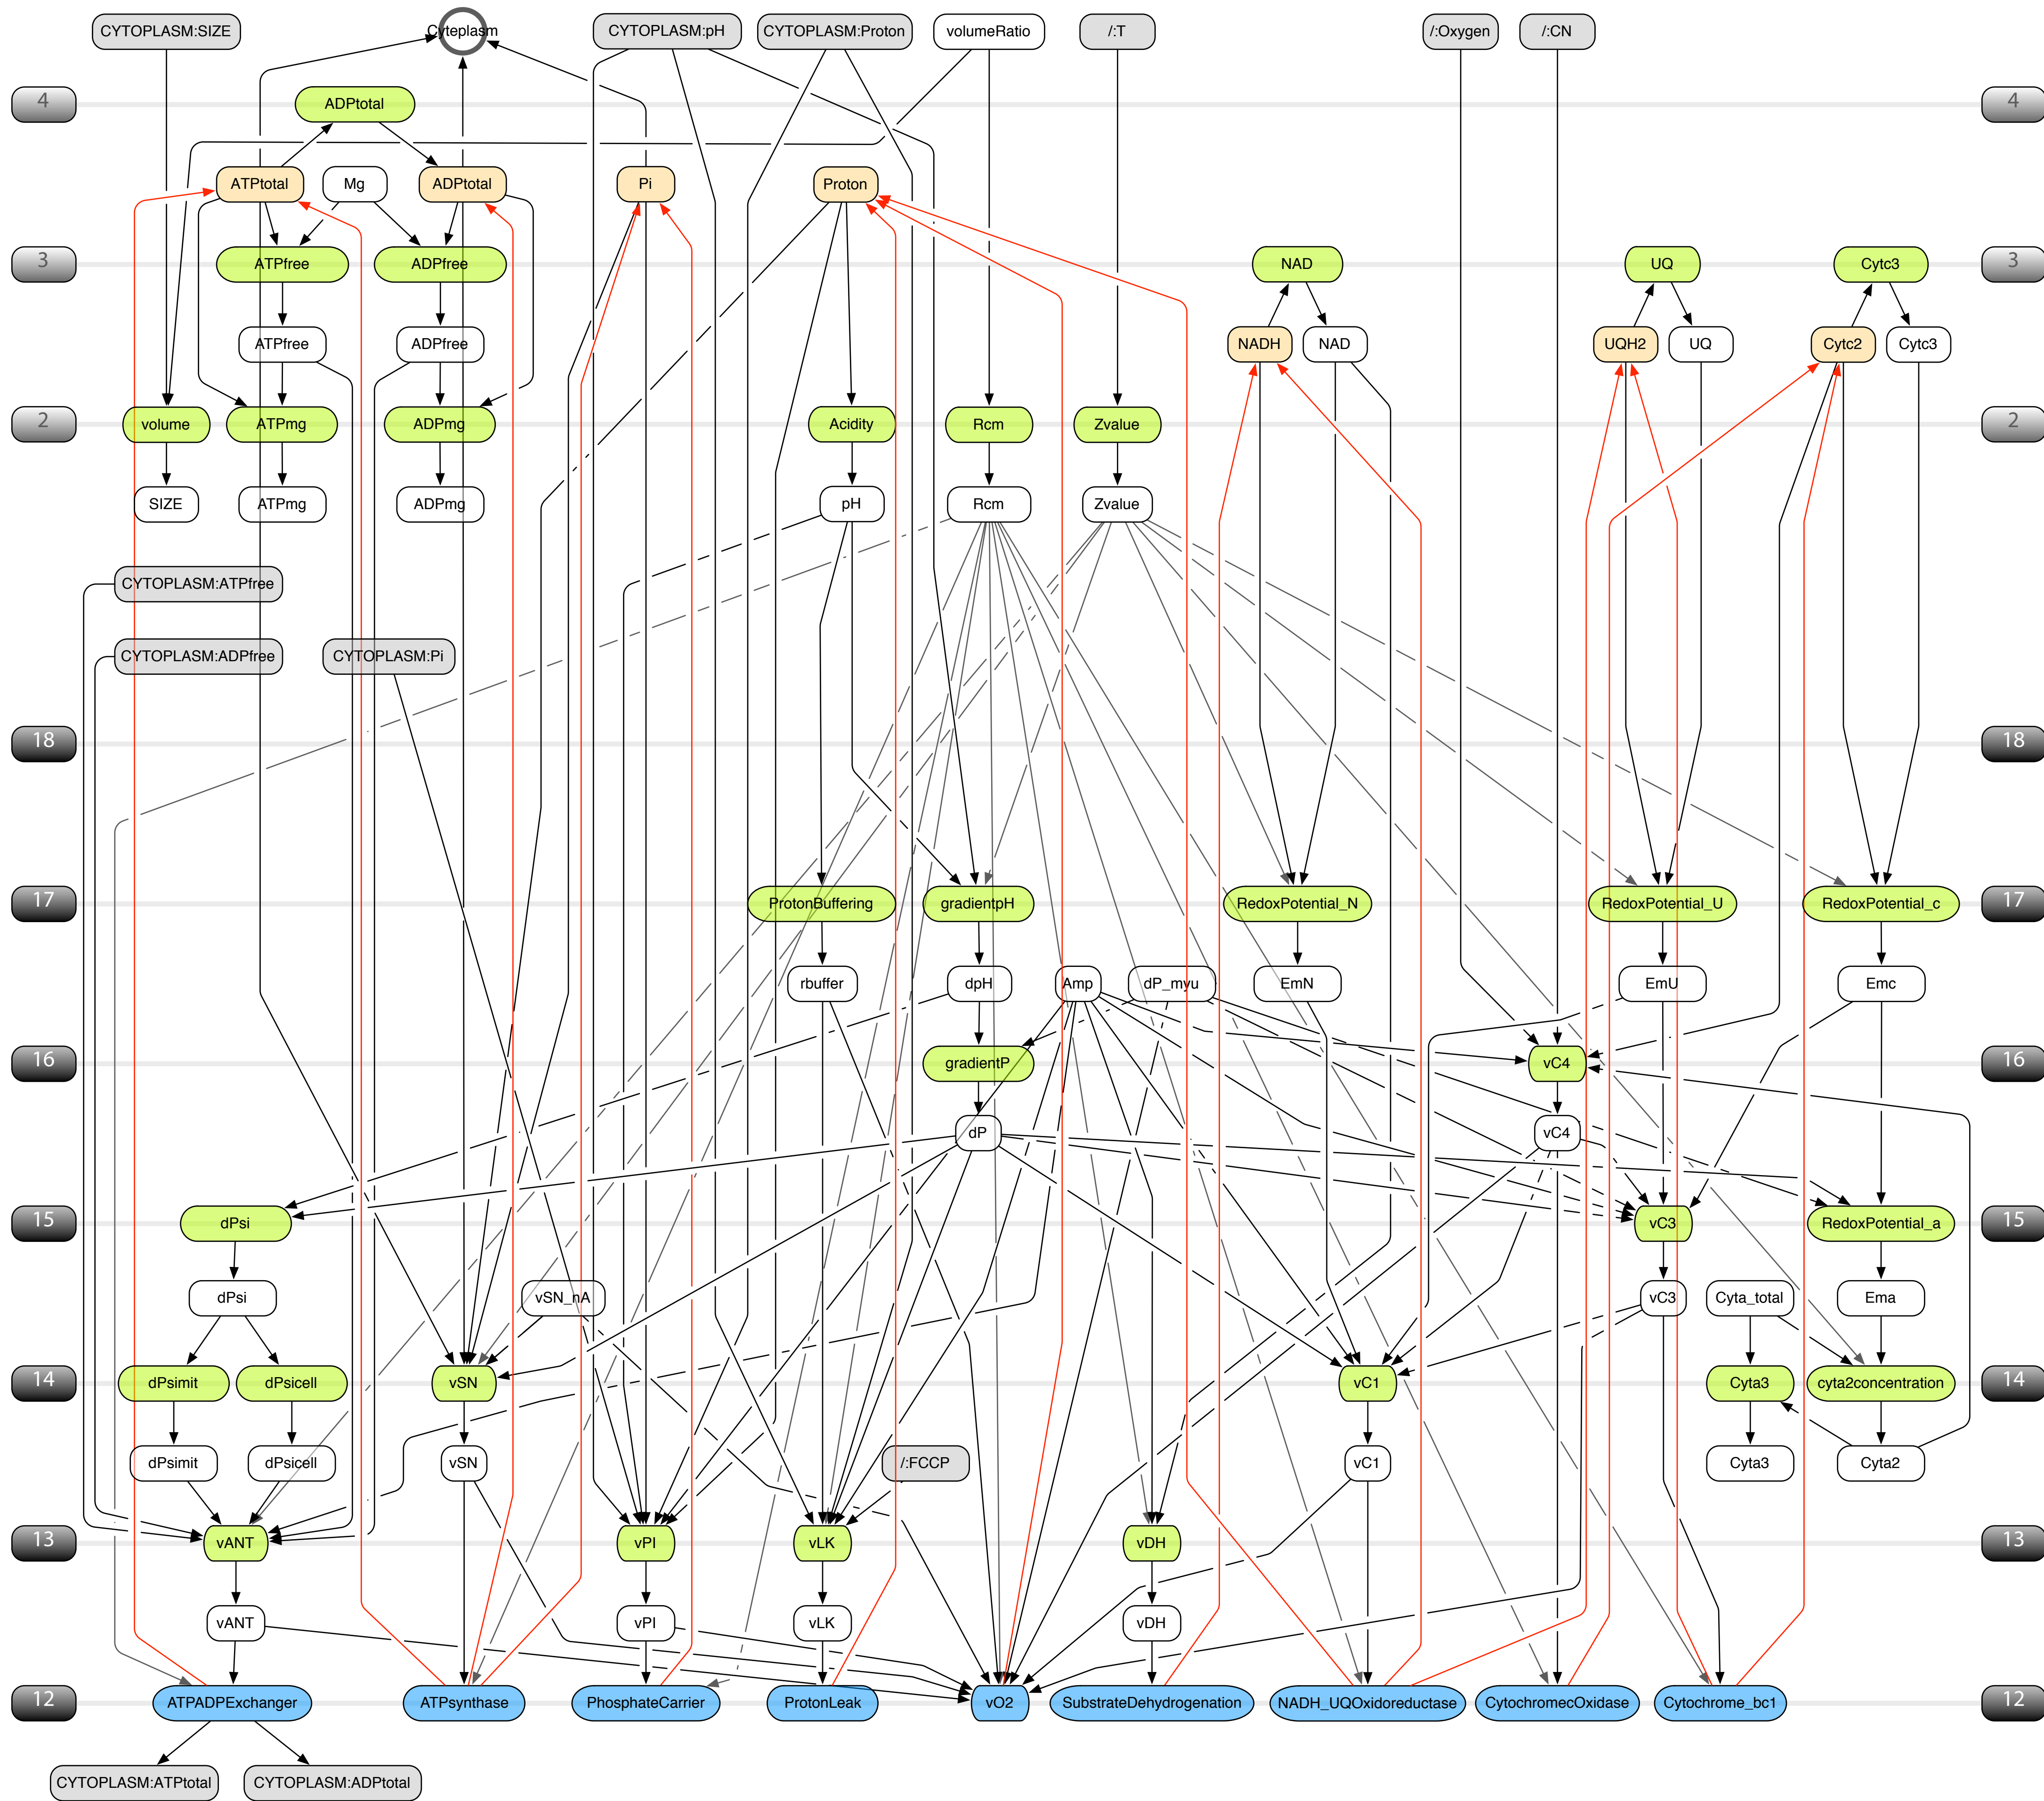 CYTOPLASM:SIZE
Cyteplasm
CYTOPLASM:pH
CYTOPLASM:Proton
volumeRatio
/:T
/:Oxygen
/:CN
4
ADPtotal
4
ATPtotal
Mg
ADPtotal
Pi
Proton
3
ATPfree
ADPfree
NAD
UQ
Cytc3
3
ATPfree
ADPfree
NADH
NAD
UQH2
UQ
Cytc2
Cytc3
2
volume
ATPmg
ADPmg
Acidity
Rcm
Zvalue
2
SIZE
ATPmg
ADPmg
pH
Rcm
Zvalue
CYTOPLASM:ATPfree
CYTOPLASM:ADPfree
CYTOPLASM:Pi
18
18
17
ProtonBuffering
gradientpH
RedoxPotential_N
RedoxPotential_U
RedoxPotential_c
17
rbuffer
dpH
Amp
dP_myu
EmN
EmU
Emc
16
gradientP
vC4
16
dP
vC4
15
dPsi
vC3
RedoxPotential_a
15
dPsi
vSN_nA
vC3
Cyta_total
Ema
14
dPsimit
dPsicell
vSN
vC1
Cyta3
cyta2concentration
14
dPsimit
dPsicell
vSN
/:FCCP
vC1
Cyta3
Cyta2
13
vANT
vPI
vLK
vDH
13
vANT
vPI
vLK
vDH
12
ATPADPExchanger
ATPsynthase
PhosphateCarrier
ProtonLeak
vO2
SubstrateDehydrogenation
NADH_UQOxidoreductase
CytochromecOxidase
Cytochrome_bc1
12
CYTOPLASM:ATPtotal
CYTOPLASM:ADPtotal